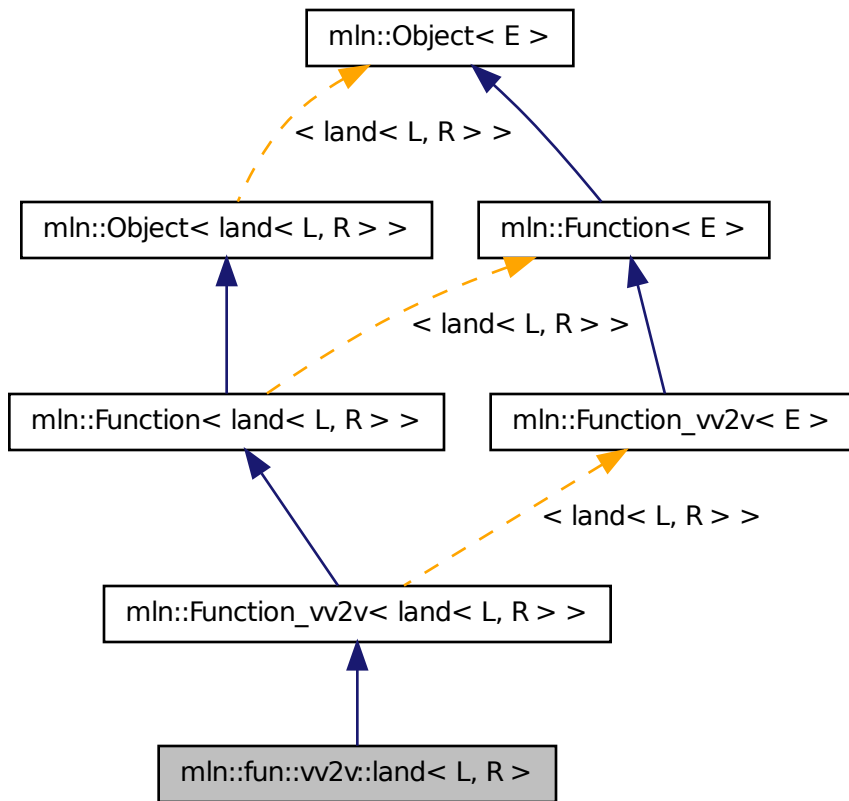 mln::Object< E >
< land< L, R > >
mln::Object< land< L, R > >
mln::Function< E >
< land< L, R > >
mln::Function< land< L, R > >
mln::Function_vv2v< E >
< land< L, R > >
mln::Function_vv2v< land< L, R > >
mln::fun::vv2v::land< L, R >